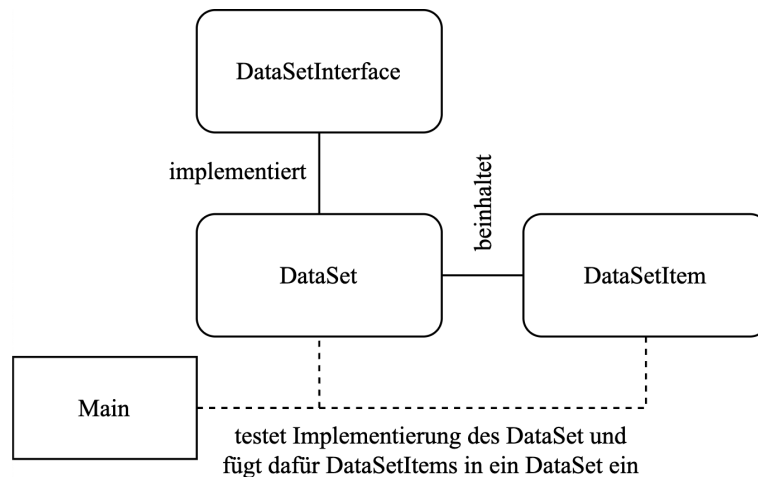 DataSetInterface
implementiert
beinhaltet
DataSet
DataSetItem
Main
testet Implementierung des DataSet und
fügt dafür DataSetItems in ein DataSet ein